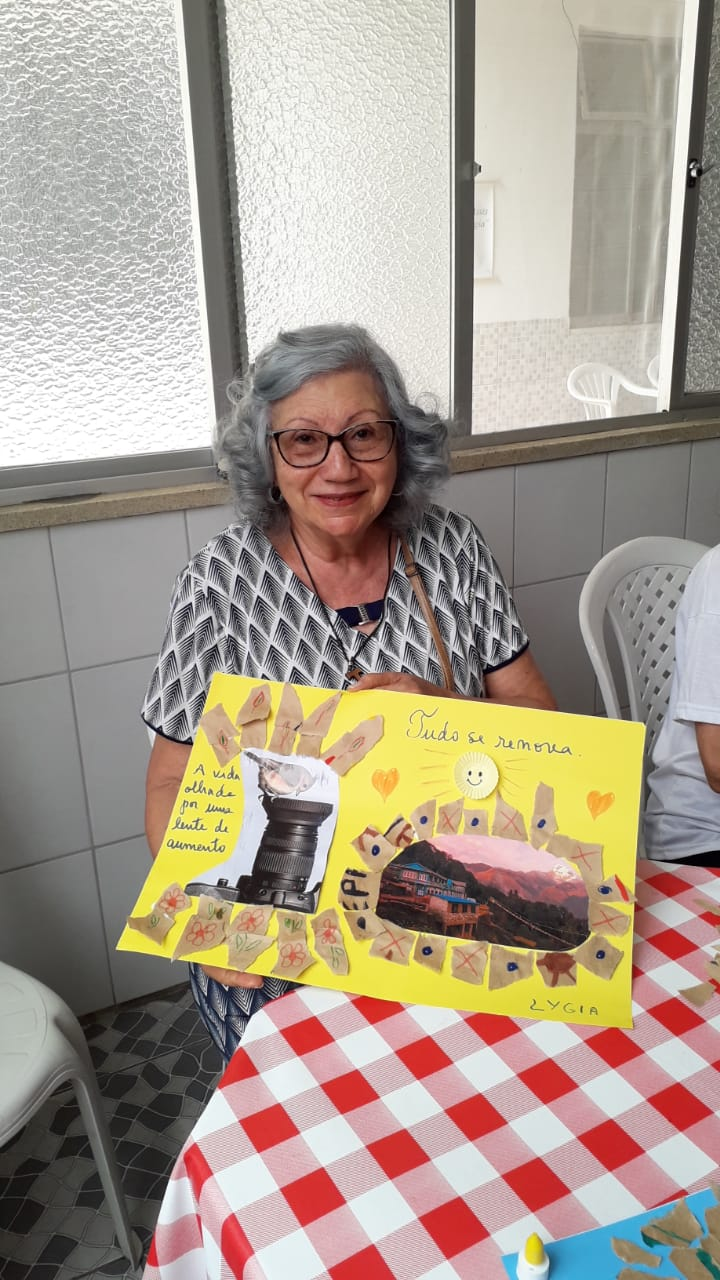 Tudo se renova.
A vida
olhada
por uma
lente de
aumento
LYGIA